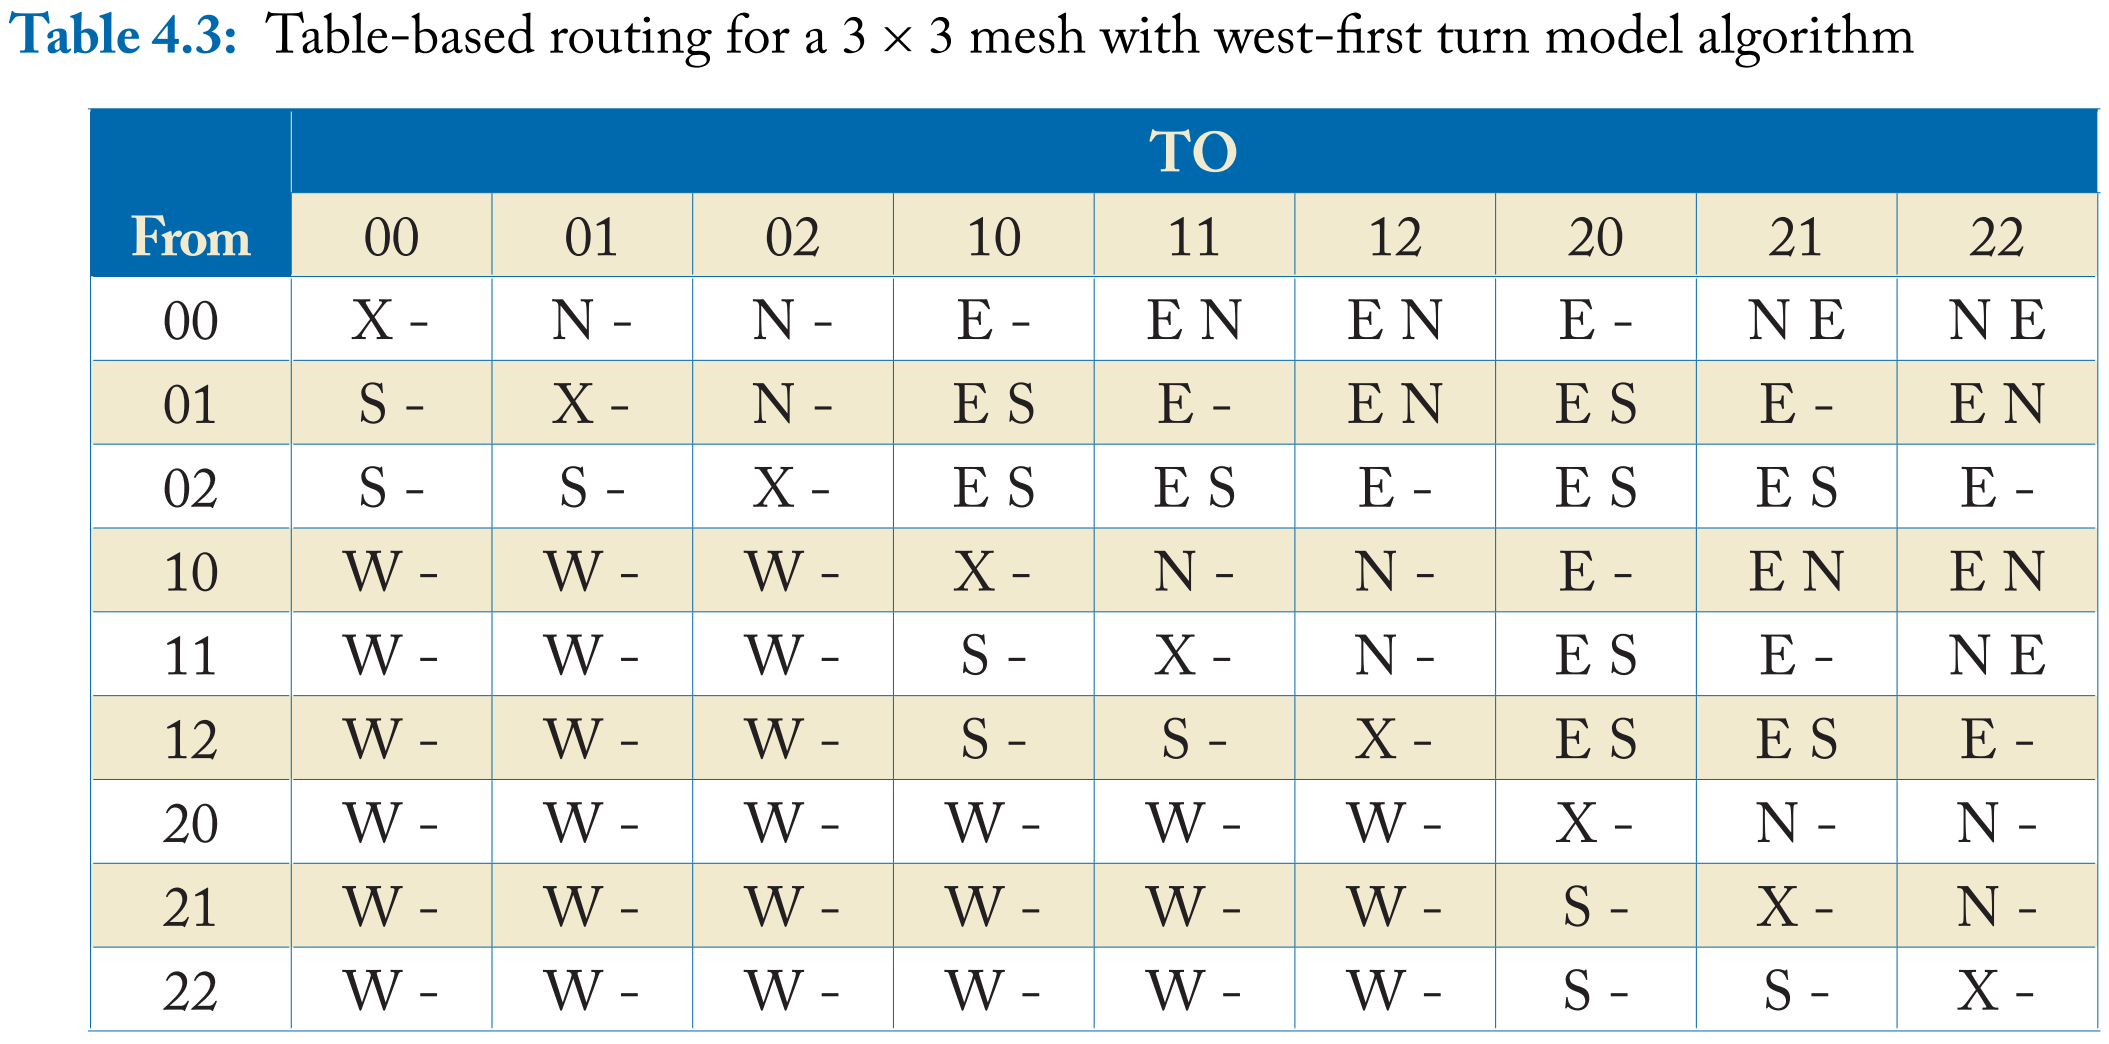 Table 4.3: Table-based routing for a 3 × 3 mesh with west-first turn model algorithm
TO
From 00 01 02 10 11 12 20 21 22
00 X - N - N - E - E N E N E - N E N E
01 S - X - N - E S E - E N E S E - E N
02 S - S - X - E S E S E - E S E S E -
10 W - W - W - X - N - N - E - E N E N
11 W - W - W - S - X - N - E S E - N E
12 W - W - W - S - S - X - E S E S E -
20 W - W - W - W - W - W - X - N - N -
21 W - W - W - W - W - W - S - X - N -
22 W - W - W - W - W - W - S - S - X -